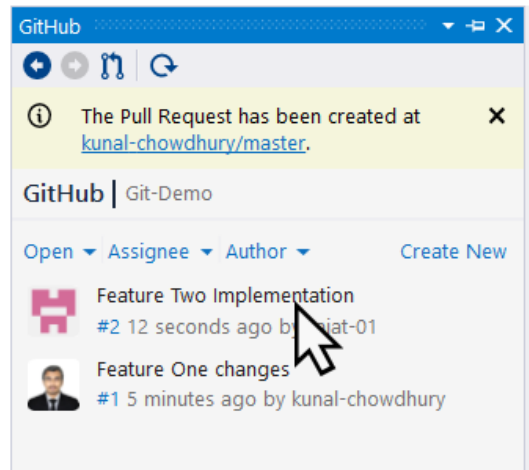 GitHub
The Pull Request has been created at
kunal-chowdhury/master.
GitHub | Git-Demo
Open Assignee Author Create New
Feature Two Implementation
#2 12 seconds ago by
Feature One changes
#1 5 minutes ago by kunal-chowdhury